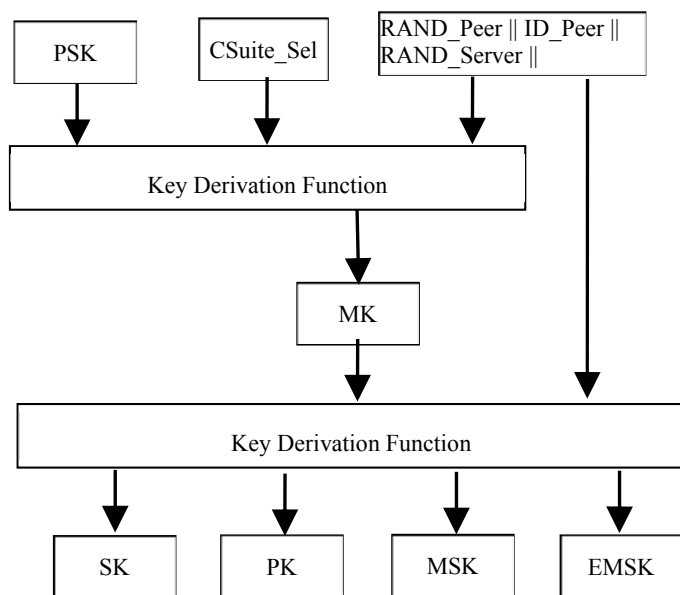 PSK
CSuite_Sel
RAND_Peer || ID_Peer ||
RAND_Server ||
Key Derivation Function
MK
Key Derivation Function
SK
PK
MSK
EMSK